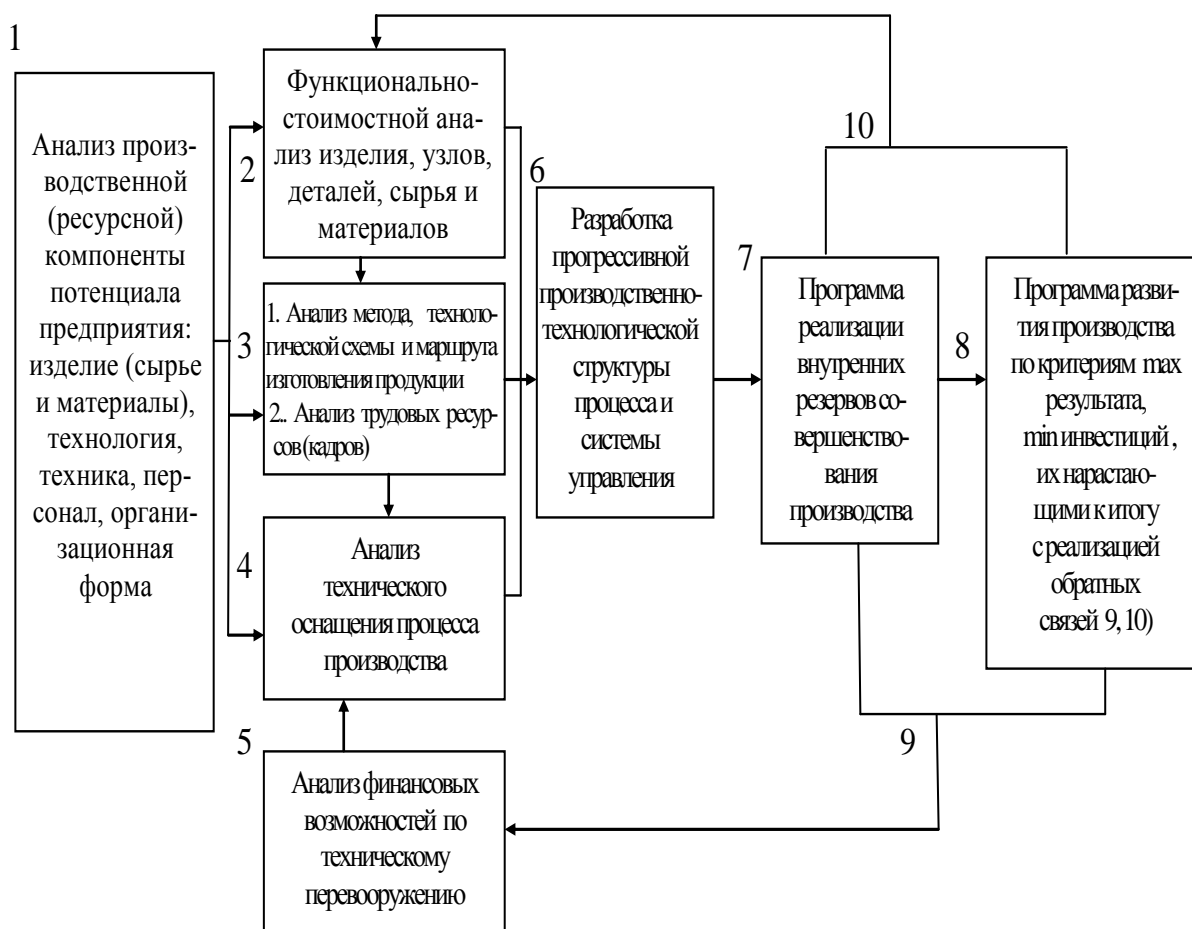 1
Анализ произ-
водственной
(ресурсной)
компоненты
потенциала
предприятия:
изделие (сырье
и материалы),
технология,
техника, пер-
сонал, органи-
зационная
форма
2
Функционально-
стоимостной ана-
лиз изделия, узлов,
деталей, сырья и
материалов
3
1. Анализ метода, техноло-
гической схемы и маршрута
изготовления продукции
2.. Анализ трудовых ресур-
сов (кадров)
4
Анализ
технического
оснащения процесса
производства
5
Анализ финансовых
возможностей по
техническому
перевооружению
6
Разработка
прогрессивной
производственно-
технологической
структуры
процесса и
системы
управления
7
Программа
реализации
внутренних
резервов со-
вершенство-
вания
производства
8
Программа разви-
тия производства
по критериям max
результата,
min инвестиций ,
их нарастаю-
щими к итогу
с реализацией
обратных
связей 9, 10)
9
10